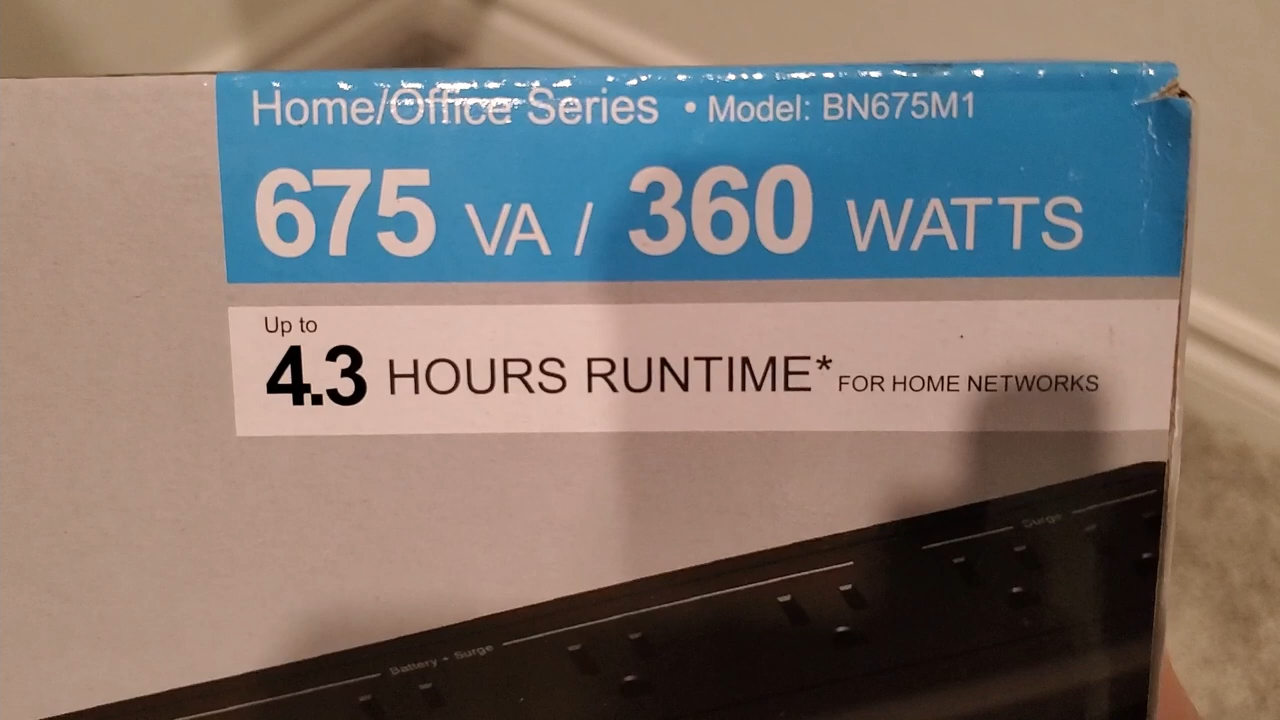 Home/Office Series • Model: BN675M1
675 VA / 360 WATTS
Up to
4.3 HOURS RUNTIME* FOR HOME NETWORKS
Surge
Battery + Surge